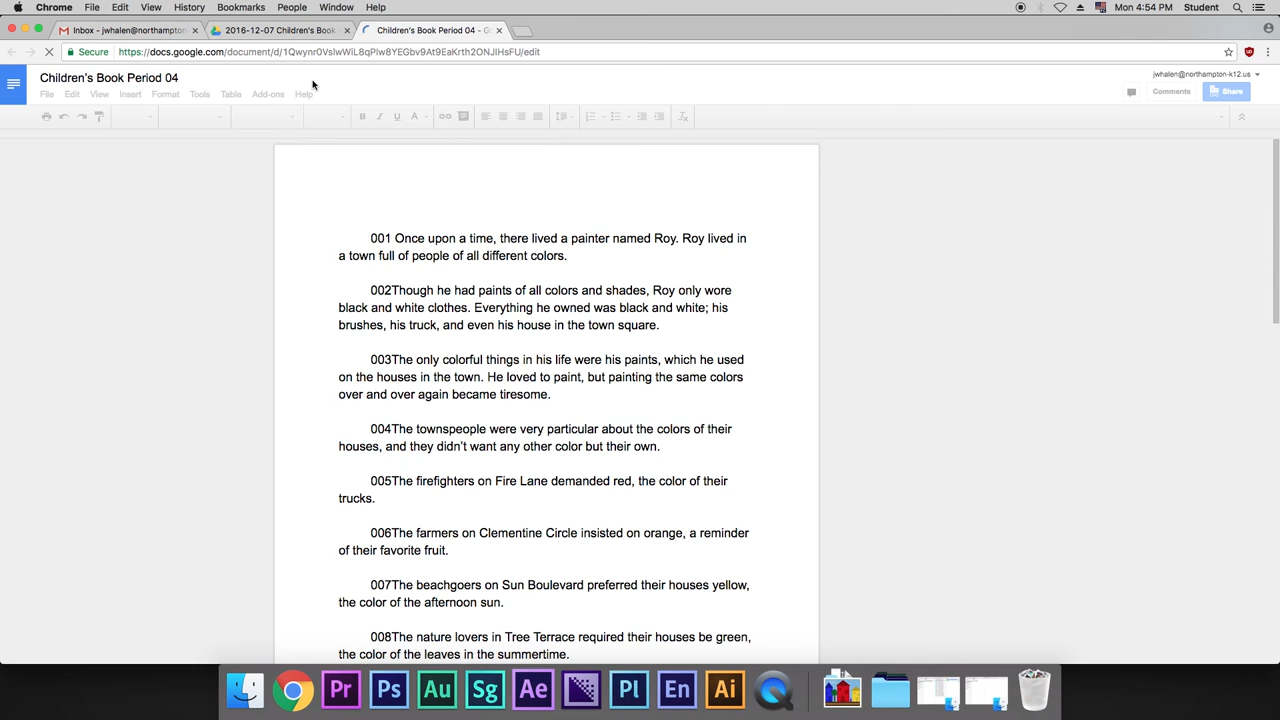 Chrome File Edit View History Bookmarks People Window Help Mon 4:54 PM Student
Inbox - jwhalen@northampton 2016-12-07 Children's Book Children's Book Period 04 - G
Secure https://docs.google.com/document/d/1Qwynr0VslwWiL8qPlw8YEGbv9At9EaKrth2ONJlHsFU/edit
Children's Book Period 04
jwhalen@northampton-k12.us
File Edit View Insert Format Tools Table Add-ons Help
Comments Share
B I U A
001 Once upon a time, there lived a painter named Roy. Roy lived in
a town full of people of all different colors.
002Though he had paints of all colors and shades, Roy only wore
black and white clothes. Everything he owned was black and white; his
brushes, his truck, and even his house in the town square.
003The only colorful things in his life were his paints, which he used
on the houses in the town. He loved to paint, but painting the same colors
over and over again became tiresome.
004The townspeople were very particular about the colors of their
houses, and they didn't want any other color but their own.
005The firefighters on Fire Lane demanded red, the color of their
trucks.
006The farmers on Clementine Circle insisted on orange, a reminder
of their favorite fruit.
007The beachgoers on Sun Boulevard preferred their houses yellow,
the color of the afternoon sun.
008The nature lovers in Tree Terrace required their houses be green,
the color of the leaves in the summertime.
Pr Ps Au Sg Ae Pl En Ai